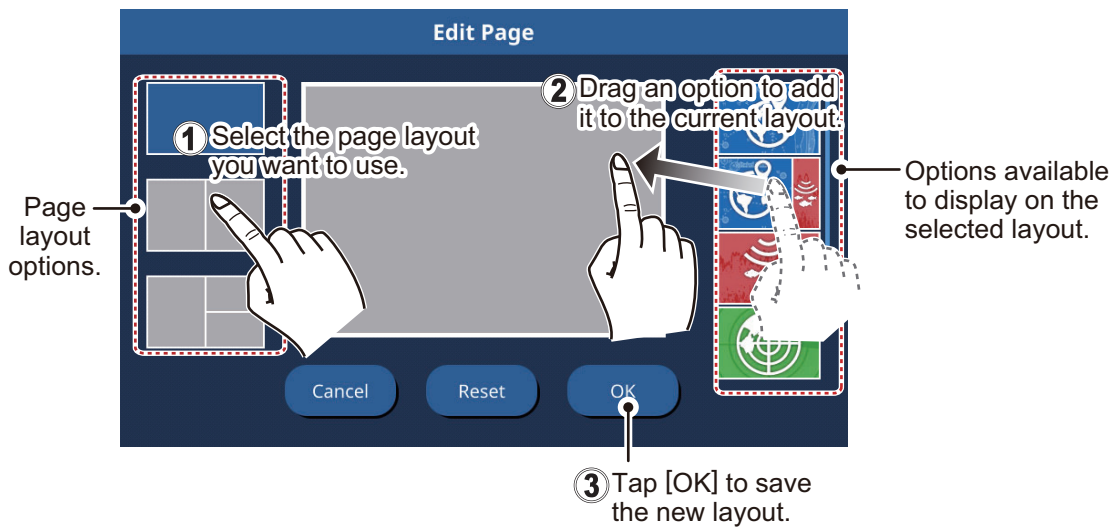 Edit Page
② Drag an option to add
it to the current layout.
① Select the page layout
you want to use.
Page
layout
options.
Options available
to display on the
selected layout.
Cancel
Reset
OK
③ Tap [OK] to save
the new layout.